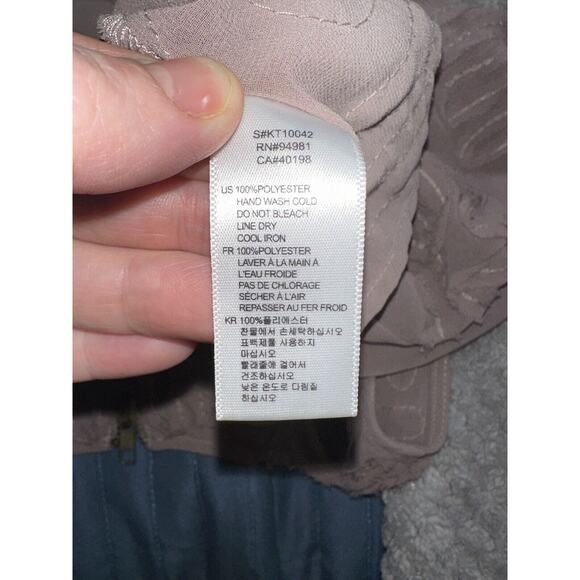 S#KT10042
RN#94981
CA#40198
US 100%POLYESTER
HAND WASH COLD
DO NOT BLEACH
LINE DRY
COOL IRON
FR 100%POLYESTER
LAVER À LA MAIN A
L'EAU FROIDE
PAS DE CHLORAGE
SÉCHER À L'AIR
REPASSER AU FER FROID
KR 100%폴리에스터
찬물에서 손세탁하십시오
표백제를 사용하지
마십시오
빨래줄에 걸어서
건조하십시오
낮은 온도로 다림질
하십시오